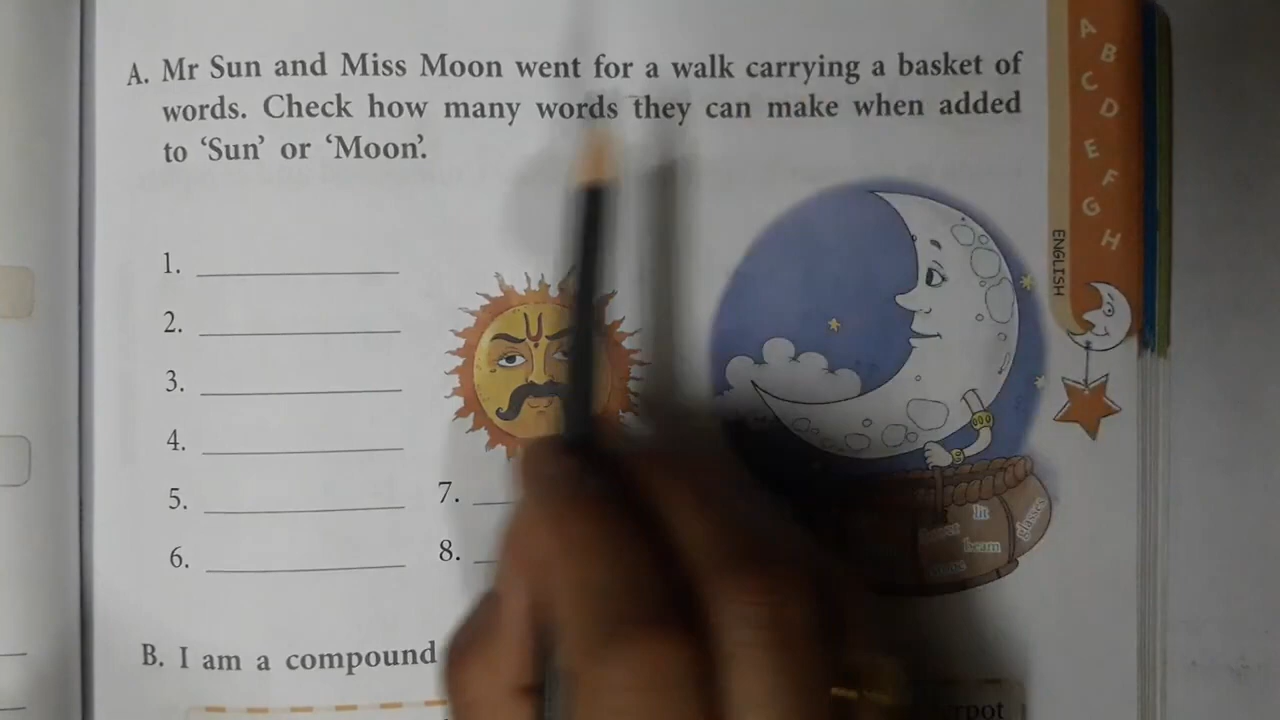 A. Mr Sun and Miss Moon went for a walk carrying a basket of
words. Check how many words they can make when added
to ‘Sun’ or ‘Moon’.
1.
2.
3.
4.
5.
6.
7.
8.
lit
beam
glasses
B. I am a compound
rpot
A
B
C
D
E
F
G
H
ENGLISH